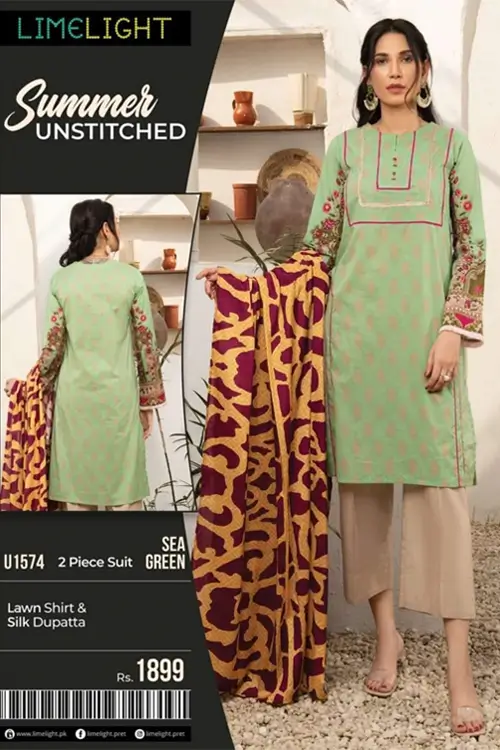 LIMELIGHT
Summer
UNSTITCHED
U1574 2 Piece Suit SEA GREEN
Lawn Shirt &
Silk Dupatta
Rs. 1899
www.limelight.pk limelight.pret limelight.pret